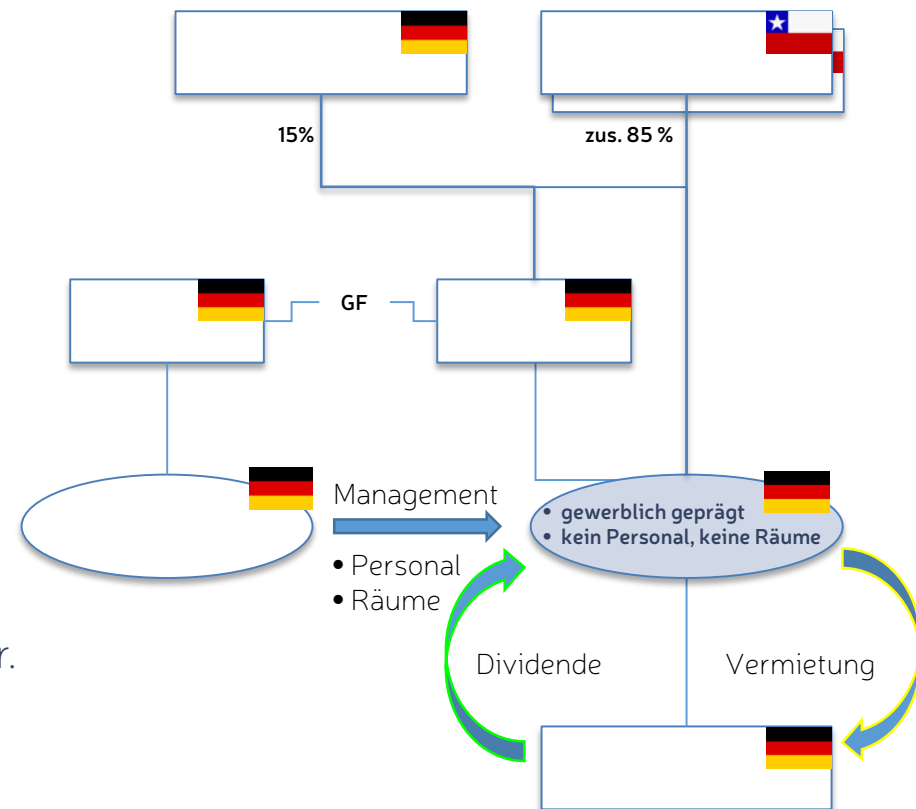 15%
zus. 85 %
GF
Management
• gewerblich geprägt
• kein Personal, keine Räume
• Personal
• Räume
r.
Dividende
Vermietung